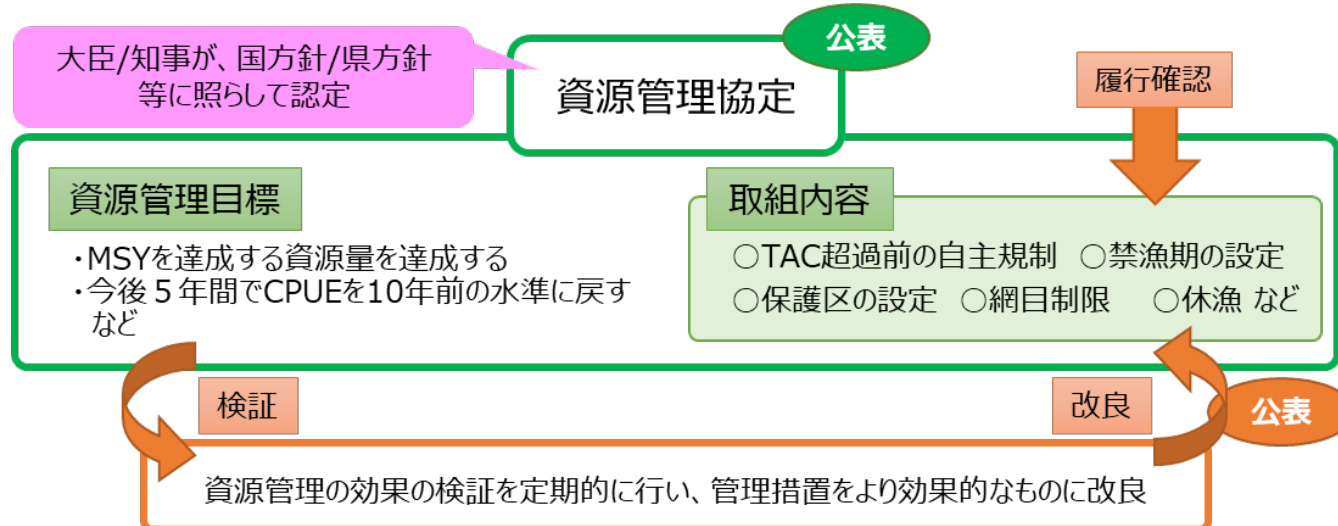 大臣/知事が、国方針/県方針
等に照らして認定
資源管理協定
公表
履行確認
資源管理目標
・MSYを達成する資源量を達成する
・今後５年間でCPUEを10年前の水準に戻す
など
取組内容
○TAC超過前の自主規制 ○禁漁期の設定
○保護区の設定 ○網目制限 ○休漁 など
検証
改良
公表
資源管理の効果の検証を定期的に行い、管理措置をより効果的なものに改良